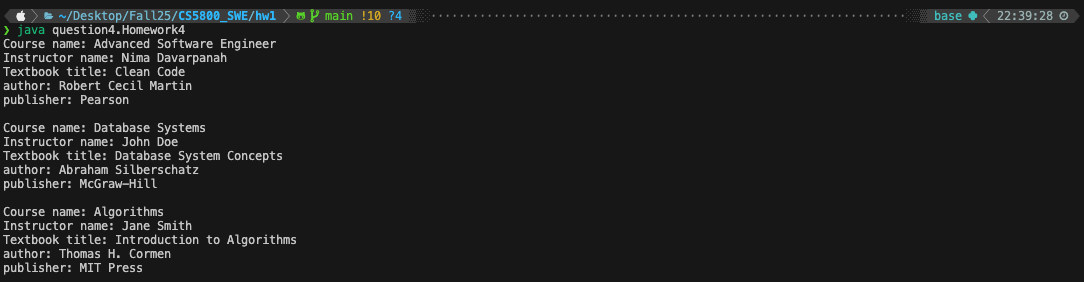 ~/Desktop/Fall25/CS5800_SWE/hw1 main !10 ?4 base 22:39:28
❯ java question4.Homework4
Course name: Advanced Software Engineer
Instructor name: Nima Davarpanah
Textbook title: Clean Code
author: Robert Cecil Martin
publisher: Pearson
Course name: Database Systems
Instructor name: John Doe
Textbook title: Database System Concepts
author: Abraham Silberschatz
publisher: McGraw-Hill
Course name: Algorithms
Instructor name: Jane Smith
Textbook title: Introduction to Algorithms
author: Thomas H. Cormen
publisher: MIT Press